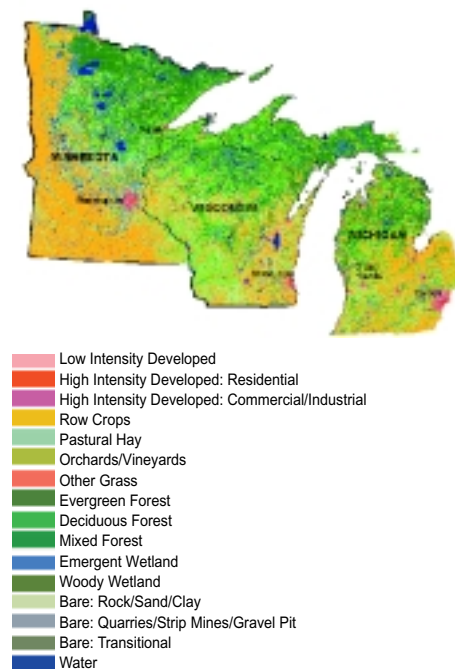 MINNESOTA
WISCONSIN
MICHIGAN
Low Intensity Developed
High Intensity Developed: Residential
High Intensity Developed: Commercial/Industrial
Row Crops
Pastural Hay
Orchards/Vineyards
Other Grass
Evergreen Forest
Deciduous Forest
Mixed Forest
Emergent Wetland
Woody Wetland
Bare: Rock/Sand/Clay
Bare: Quarries/Strip Mines/Gravel Pit
Bare: Transitional
Water